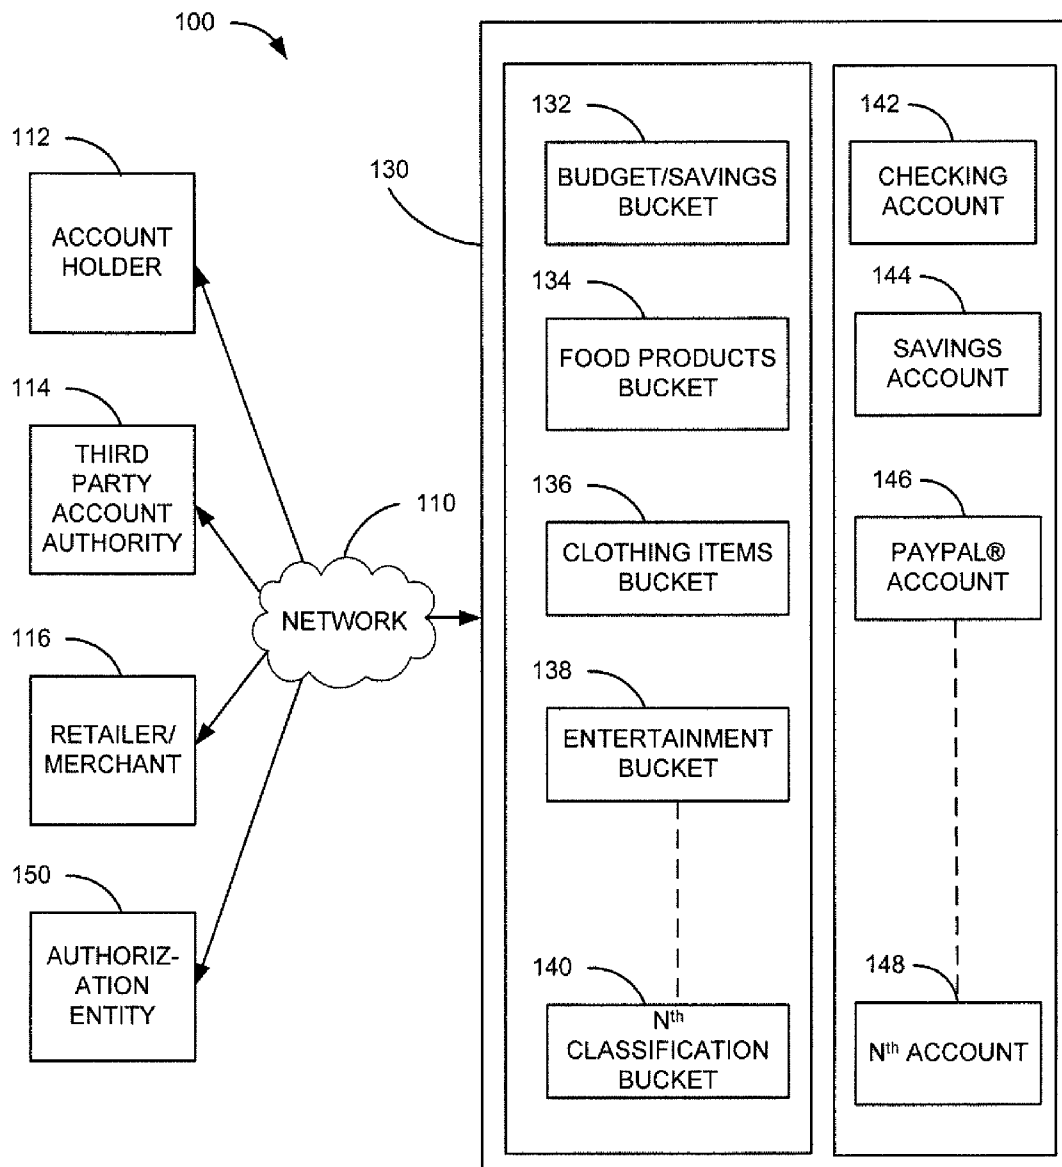 100
112
ACCOUNT
HOLDER
114
THIRD
PARTY
ACCOUNT
AUTHORITY
116
RETAILER/
MERCHANT
150
AUTHORIZ-
ATION
ENTITY
110
NETWORK
130
132
BUDGET/SAVINGS
BUCKET
134
FOOD PRODUCTS
BUCKET
136
CLOTHING ITEMS
BUCKET
138
ENTERTAINMENT
BUCKET
140
Nth
CLASSIFICATION
BUCKET
142
CHECKING
ACCOUNT
144
SAVINGS
ACCOUNT
146
PAYPAL®
ACCOUNT
148
Nth ACCOUNT